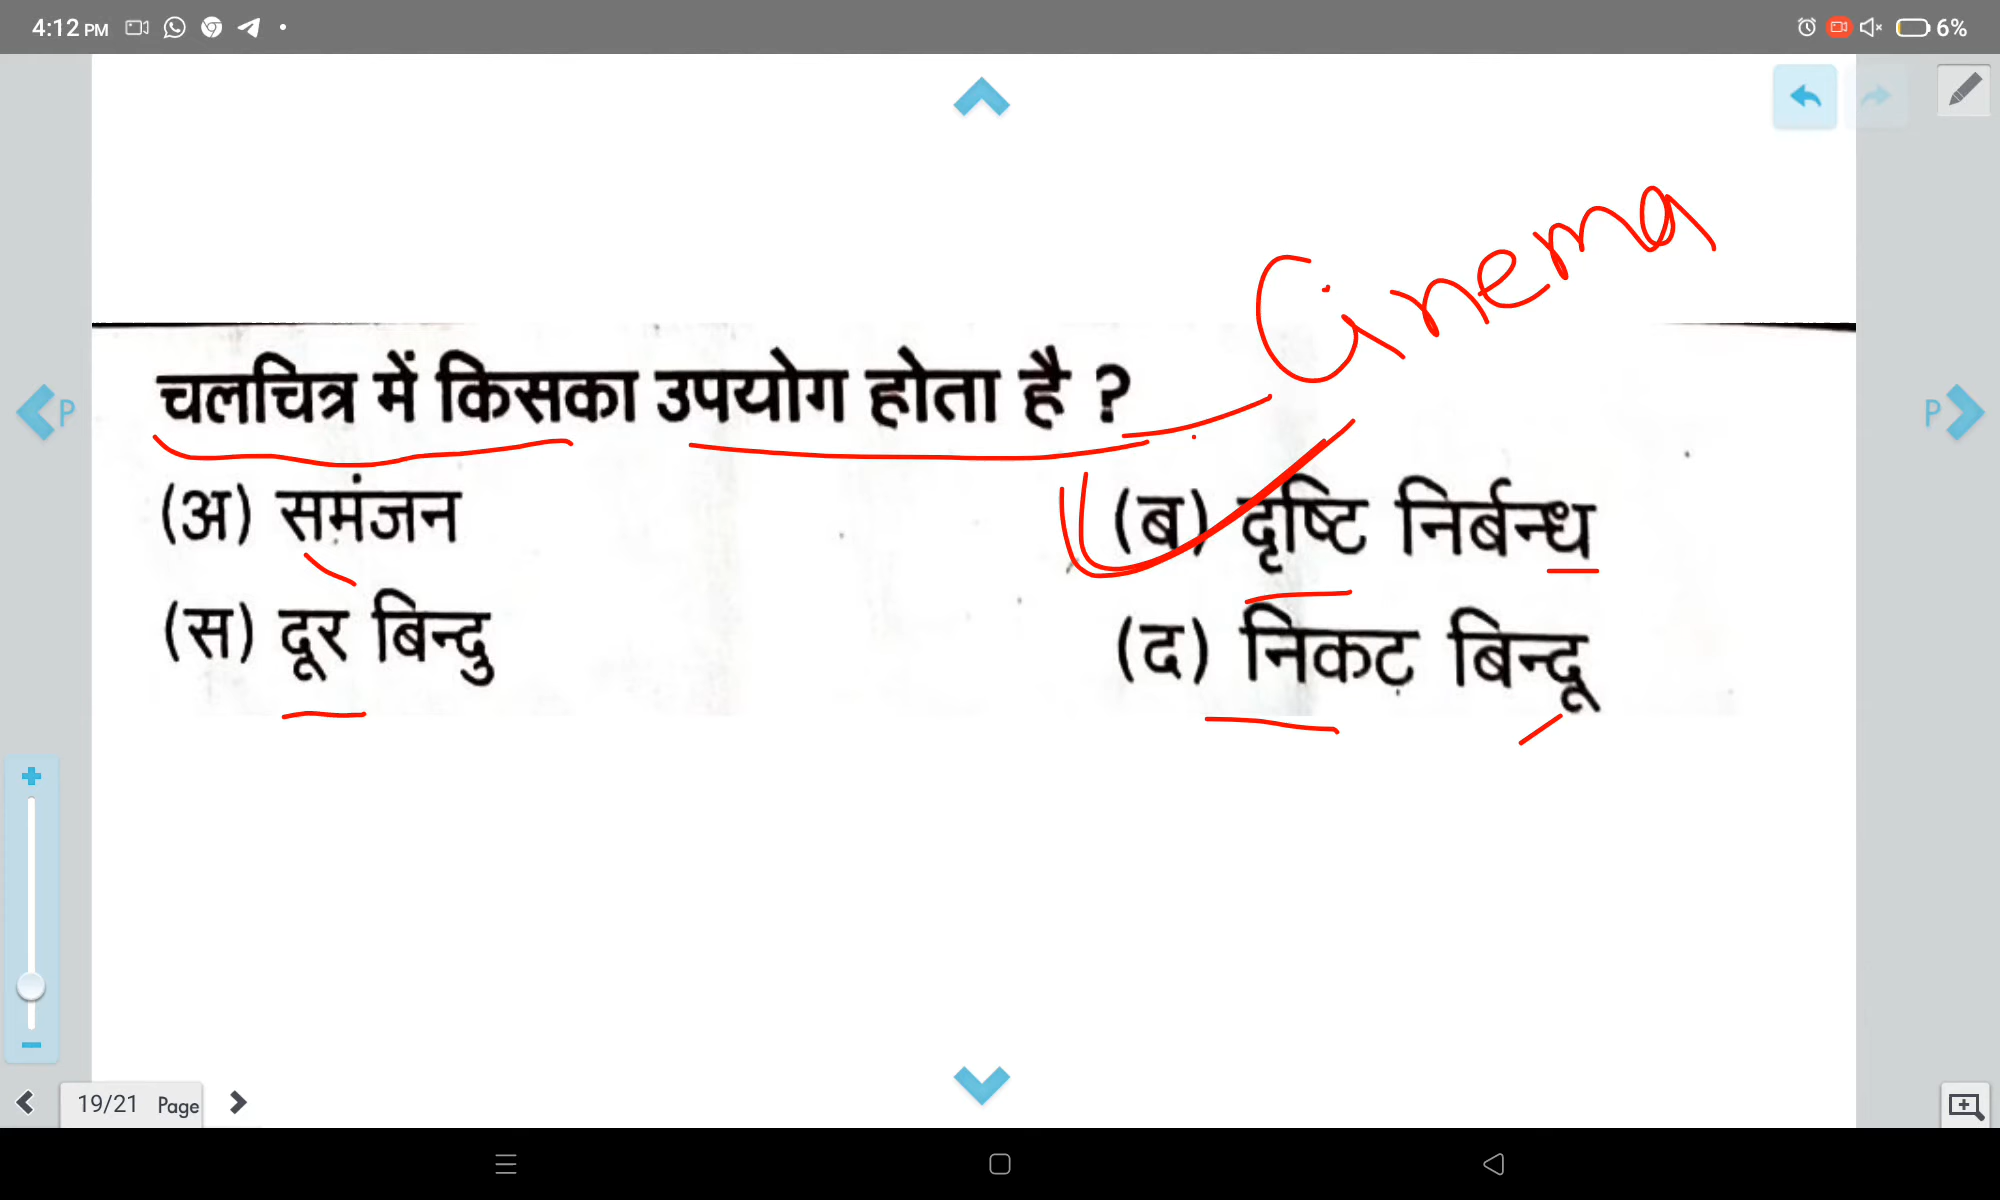 4:12 PM
6%
Cinema
P
P
चलचित्र में किसका उपयोग होता है ?
(अ) समंजन
(ब) दृष्टि निर्बन्ध
(स) दूर बिन्दु
(द) निकट बिन्दू
19/21 Page